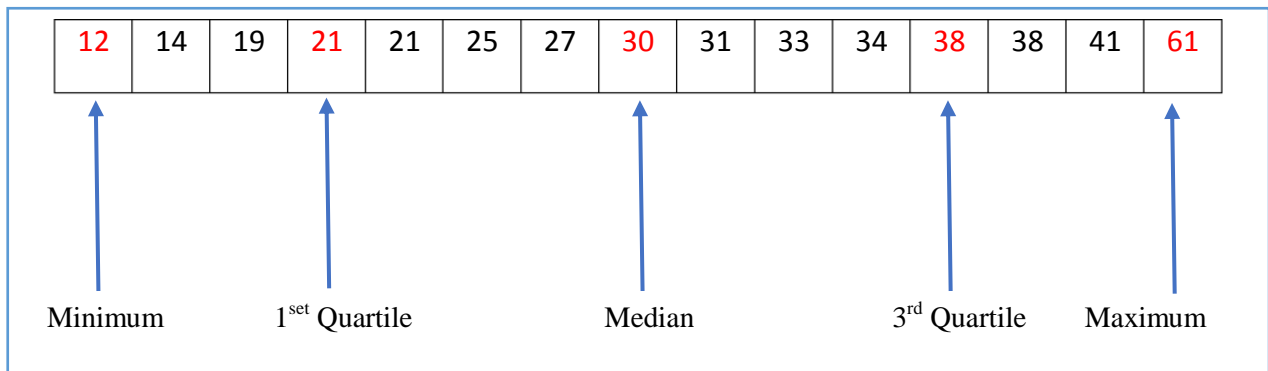 12 14 19 21 21 25 27 30 31 33 34 38 38 41 61
Minimum 1set Quartile Median 3rd Quartile Maximum